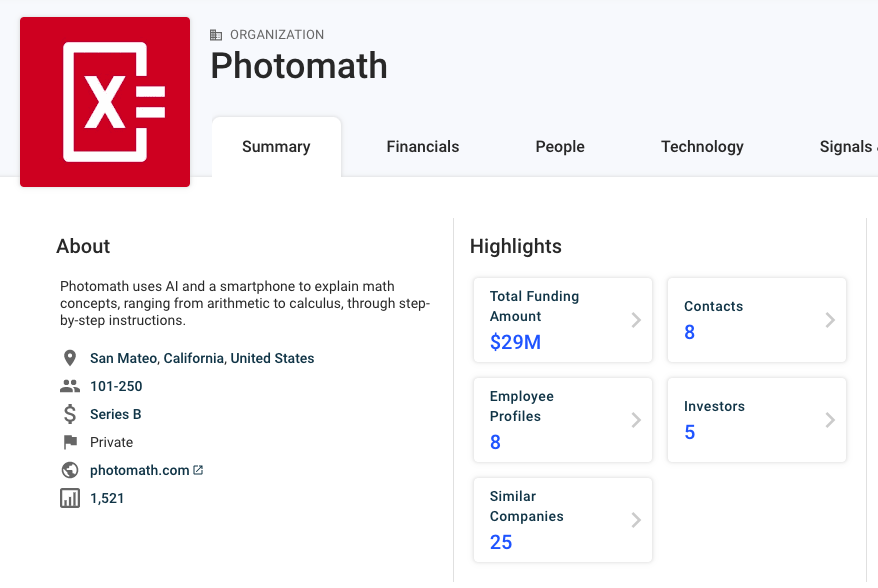 ORGANIZATION
Photomath
Summary
Financials
People
Technology
Signals
About
Photomath uses AI and a smartphone to explain math
concepts, ranging from arithmetic to calculus, through step-
by-step instructions.
San Mateo, California, United States
101-250
Series B
Private
photomath.com
1,521
Highlights
Total Funding
Amount
$29M
Contacts
8
Employee
Profiles
8
Investors
5
Similar
Companies
25